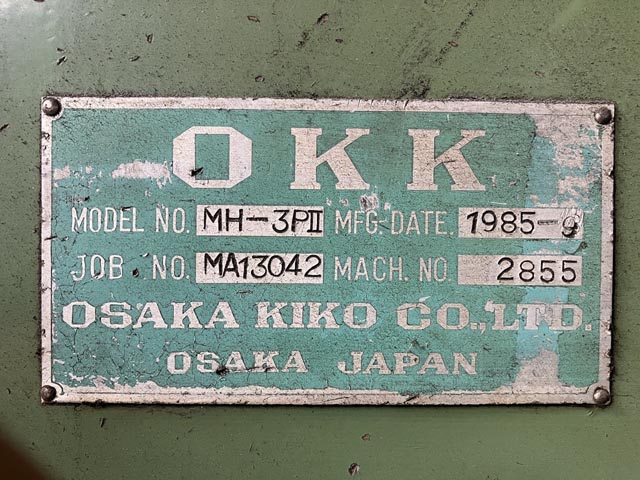 OKK
MODEL NO. MH-3PII MFG-DATE. 1985-9
JOB. NO. MA13042 MACH. NO. 2855
OSAKA KIKO CO.,LTD.
OSAKA JAPAN